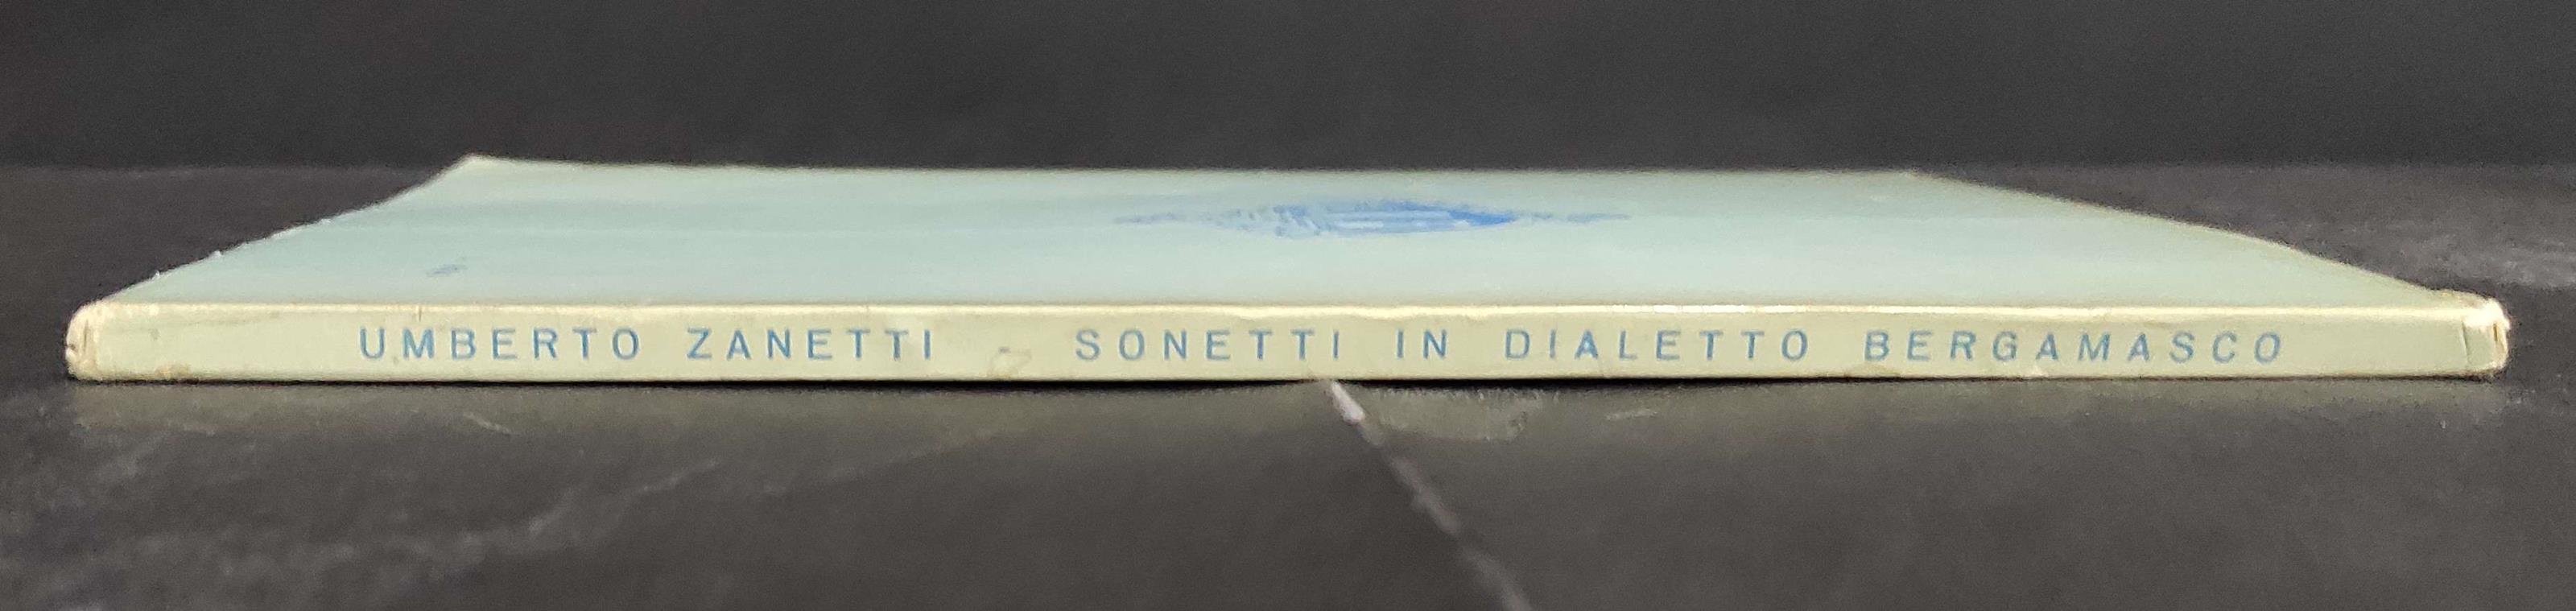 UMBERTO ZANETTI SONETTI IN DIALETTO BERGAMASCO